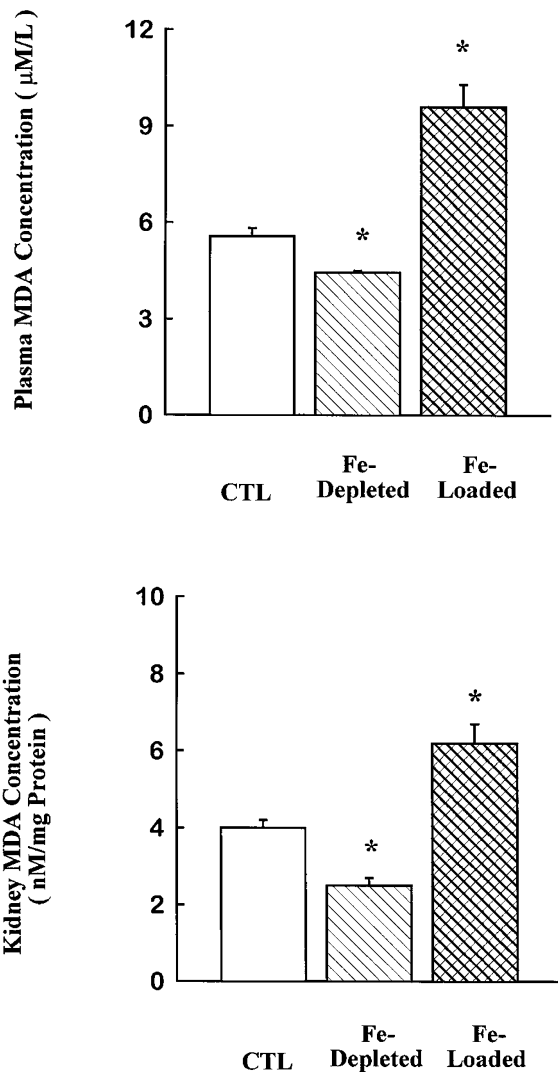 Plasma MDA Concentration ( μM/L)
12
9
6
3
0
*
*
CTL
Fe-
Depleted
Fe-
Loaded
Kidney MDA Concentration
( nM/mg Protein )
10
8
6
4
2
0
*
*
CTL
Fe-
Depleted
Fe-
Loaded